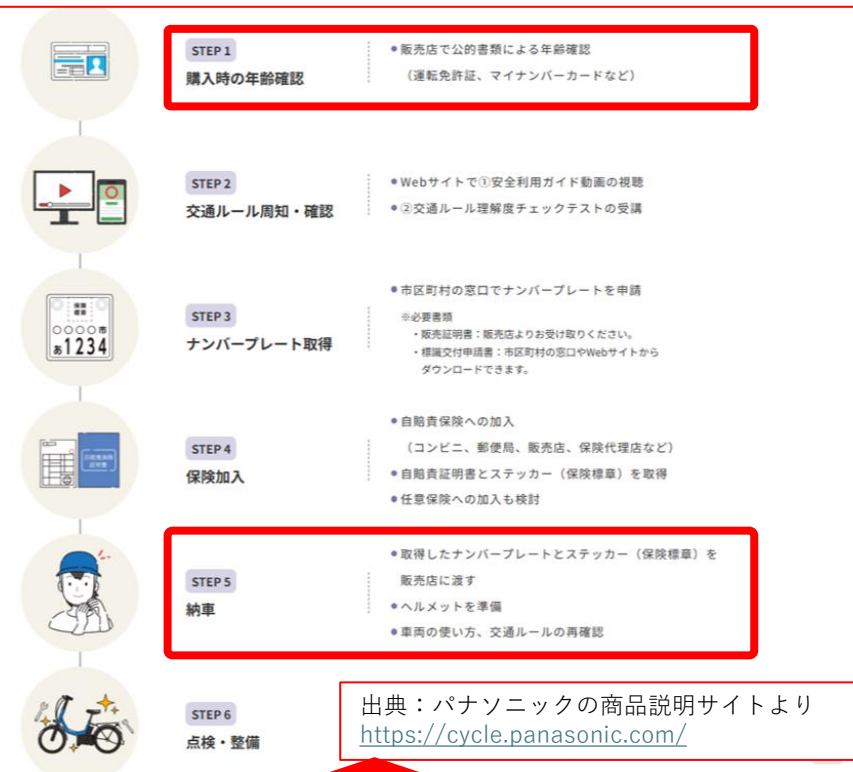 STEP 1
購入時の年齢確認
●販売店で公的書類による年齢確認
（運転免許証、マイナンバーカードなど）
STEP 2
交通ルール周知・確認
●Webサイトで①安全利用ガイド動画の視聴
●②交通ルール理解度チェックテストの受講
○○○○市
あ1234
STEP 3
ナンバープレート取得
●市区町村の窓口でナンバープレートを申請
※必要書類
・販売証明書：販売店よりお受け取りください。
・標識交付申請書：市区町村の窓口やWebサイトから
ダウンロードできます。
STEP 4
保険加入
●自賠責保険への加入
（コンビニ、郵便局、販売店、保険代理店など）
●自賠責証明書とステッカー（保険標章）を取得
●任意保険への加入も検討
STEP 5
納車
●取得したナンバープレートとステッカー（保険標章）を
販売店に渡す
●ヘルメットを準備
●車両の使い方、交通ルールの再確認
STEP 6
点検・整備
出典：パナソニックの商品説明サイトより
https://cycle.panasonic.com/